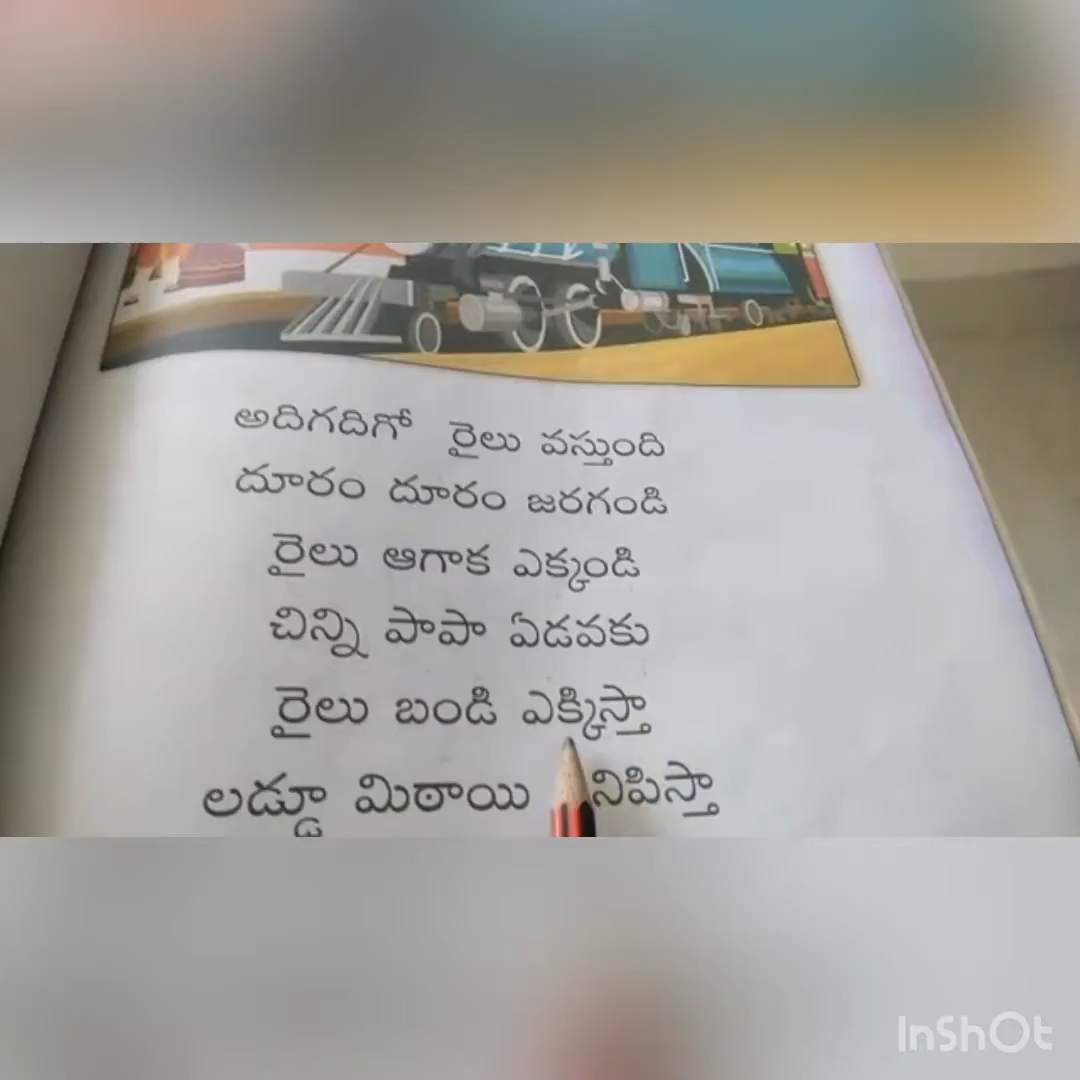 అదిగదిగో రైలు వస్తుంది
దూరం దూరం జరగండి
రైలు ఆగాక ఎక్కండి
చిన్ని పాపా ఏడవకు
రైలు బండి ఎక్కిస్తా
లడ్డూ మిఠాయి
InShOt